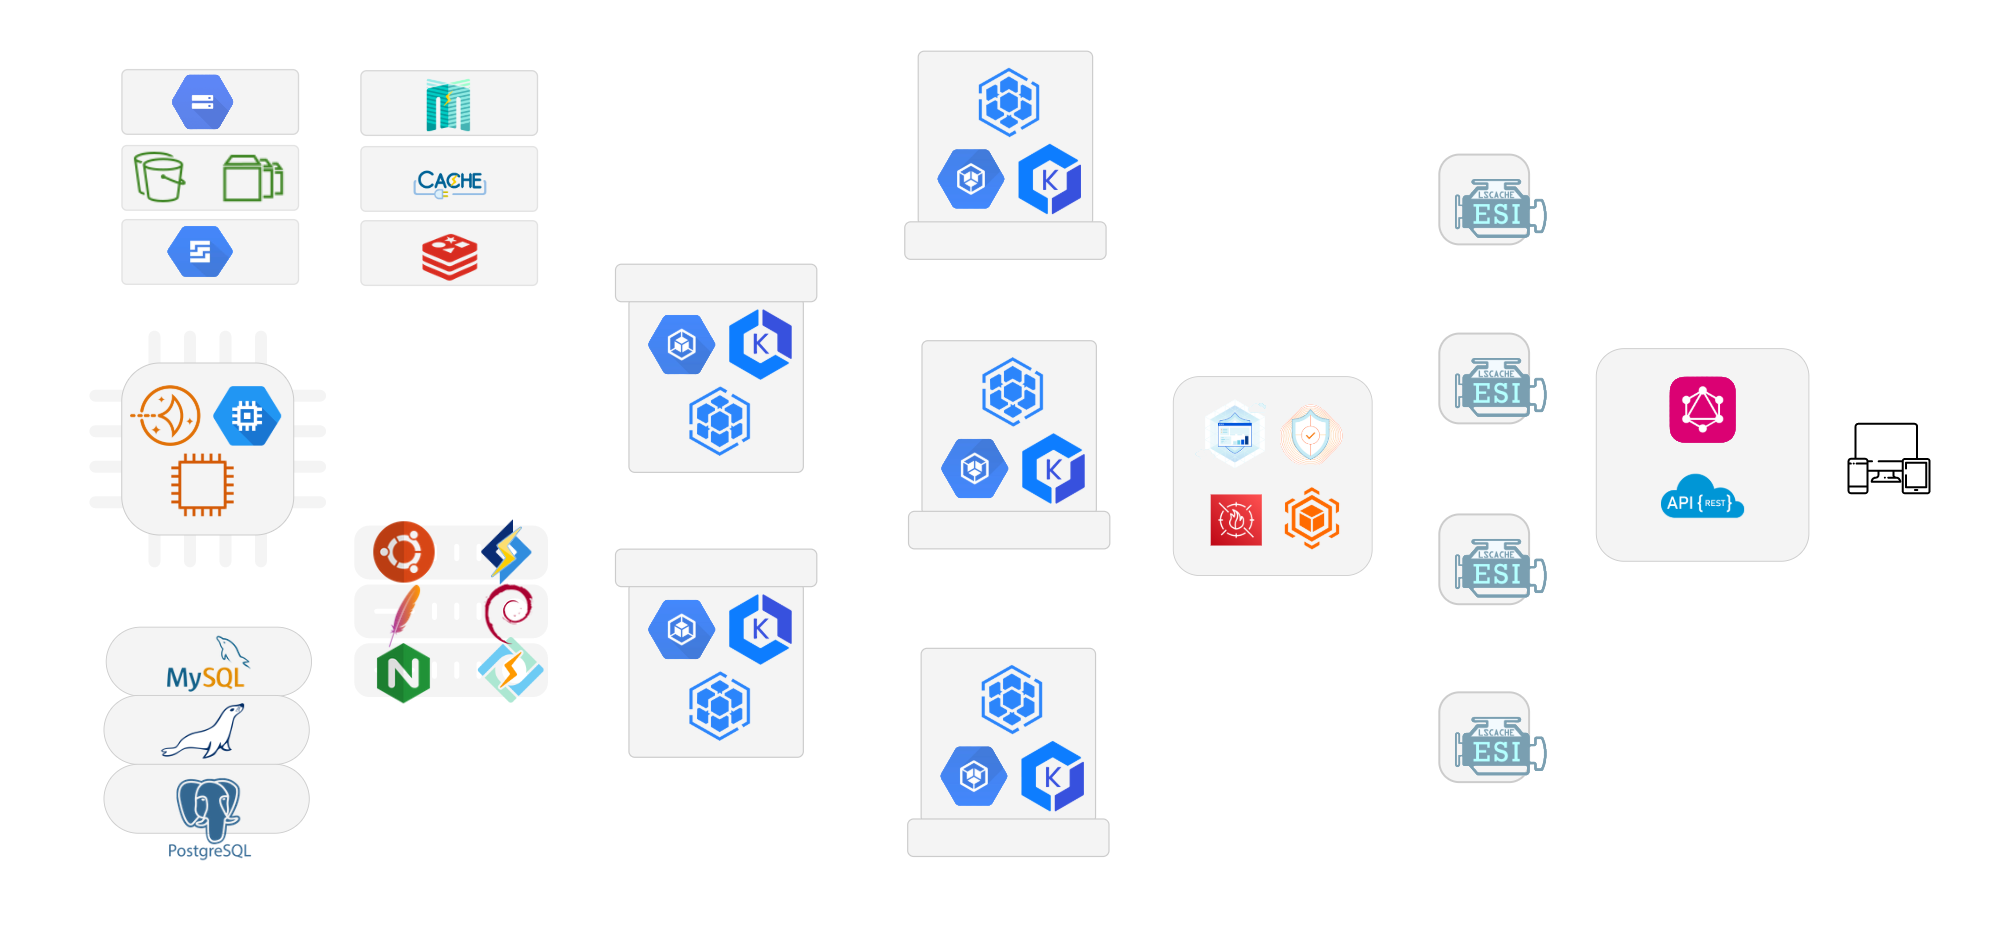 CACHE
K
K
K
K
K
LSCACHE
ESI
LSCACHE
ESI
LSCACHE
ESI
LSCACHE
ESI
API { REST }
N
MySQL
PostgreSQL